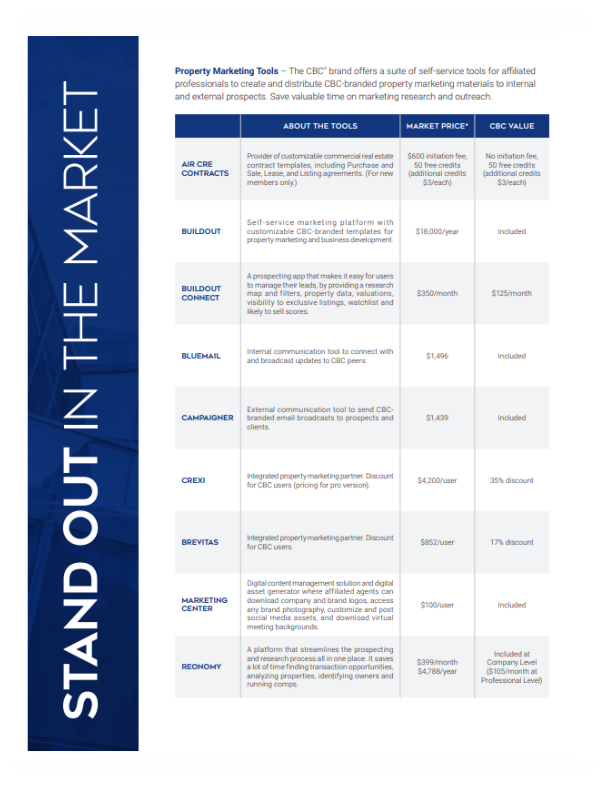 STAND OUT IN THE MARKET
Property Marketing Tools – The CBC® brand offers a suite of self-service tools for affiliated
professionals to create and distribute CBC-branded property marketing materials to internal
and external prospects. Save valuable time on marketing research and outreach.
ABOUT THE TOOLS MARKET PRICE* CBC VALUE
AIR CRE
CONTRACTS
Provider of customizable commercial real estate
contract templates, including Purchase and
Sale, Lease, and Listing agreements. (For new
members only.)
$600 initiation fee,
50 free credits
(additional credits
$3/each)
No initiation fee,
50 free credits
(additional credits
$3/each)
BUILDOUT
Self-service marketing platform with
customizable CBC-branded templates for
property marketing and business development.
$18,000/year
Included
BUILDOUT
CONNECT
A prospecting app that makes it easy for users
to manage their leads, by providing a research
map and filters, property data, valuations,
visibility to exclusive listings, watchlist and
likely to sell scores.
$350/month
$125/month
BLUEMAIL
Internal communication tool to connect with
and broadcast updates to CBC peers.
$1,496
Included
CAMPAIGNER
External communication tool to send CBC-
branded email broadcasts to prospects and
clients.
$1,439
Included
CREXI
Integrated property marketing partner. Discount
for CBC users (pricing for pro version).
$4,200/user
35% discount
BREVITAS
Integrated property marketing partner. Discount
for CBC users.
$852/user
17% discount
MARKETING
CENTER
Digital content management solution and digital
asset generator where affiliated agents can
download company and brand logos, access
any brand photography, customize and post
social media assets, and download virtual
meeting backgrounds.
$100/user
Included
REONOMY
A platform that streamlines the prospecting
and research process all in one place. It saves
a lot of time finding transaction opportunities,
analyzing properties, identifying owners and
running comps.
$399/month
$4,788/year
Included at
Company Level
($105/month at
Professional Level)